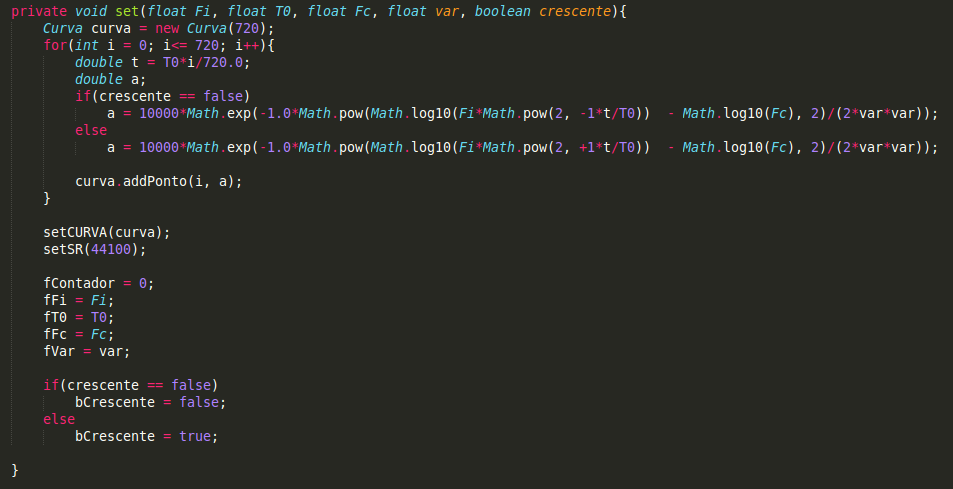 private void set(float Fi, float T0, float Fc, float var, boolean crescente){
    Curva curva = new Curva(720);
    for(int i = 0; i<= 720; i++){
        double t = T0*i/720.0;
        double a;
        if(crescente == false)
            a = 10000*Math.exp(-1.0*Math.pow(Math.log10(Fi*Math.pow(2, -1*t/T0))  - Math.log10(Fc), 2)/(2*var*var));
        else
            a = 10000*Math.exp(-1.0*Math.pow(Math.log10(Fi*Math.pow(2, +1*t/T0))  - Math.log10(Fc), 2)/(2*var*var));

        curva.addPonto(i, a);
    }

    setCURVA(curva);
    setSR(44100);

    fContador = 0;
    fFi = Fi;
    fT0 = T0;
    fFc = Fc;
    fVar = var;

    if(crescente == false)
        bCrescente = false;
    else
        bCrescente = true;

}